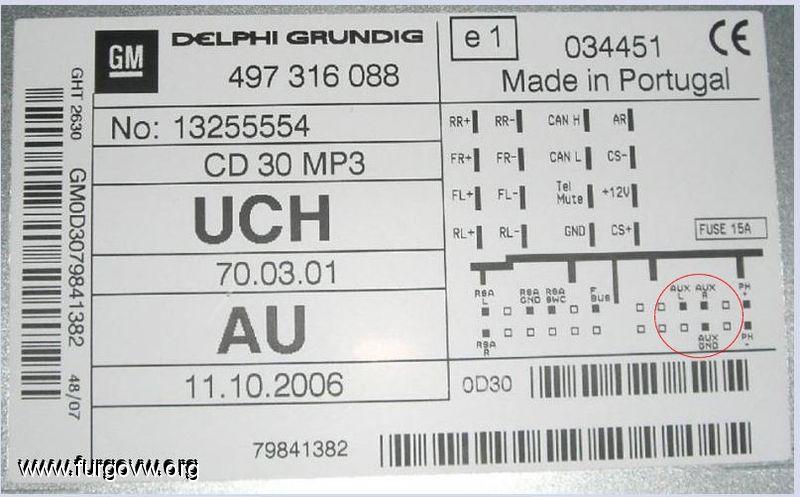 GM DELPHI GRUNDIG e1 034451 CE
497 316 088 Made in Portugal
GHT 2630
GM0D3079841382
48/07
No: 13255554
CD 30 MP3
UCH
70.03.01
AU
11.10.2006
RR+ RR- CAN H AR
FR+ FR- CAN L CS-
FL+ FL- Tel Mute +12V
RL+ RL- GND CS+ FUSE 15A
RSA L RSA GND RSA SWC F BUS AUX L AUX R PH +
RSA R AUX GND PH -
0D30
79841382
www.furgovw.org